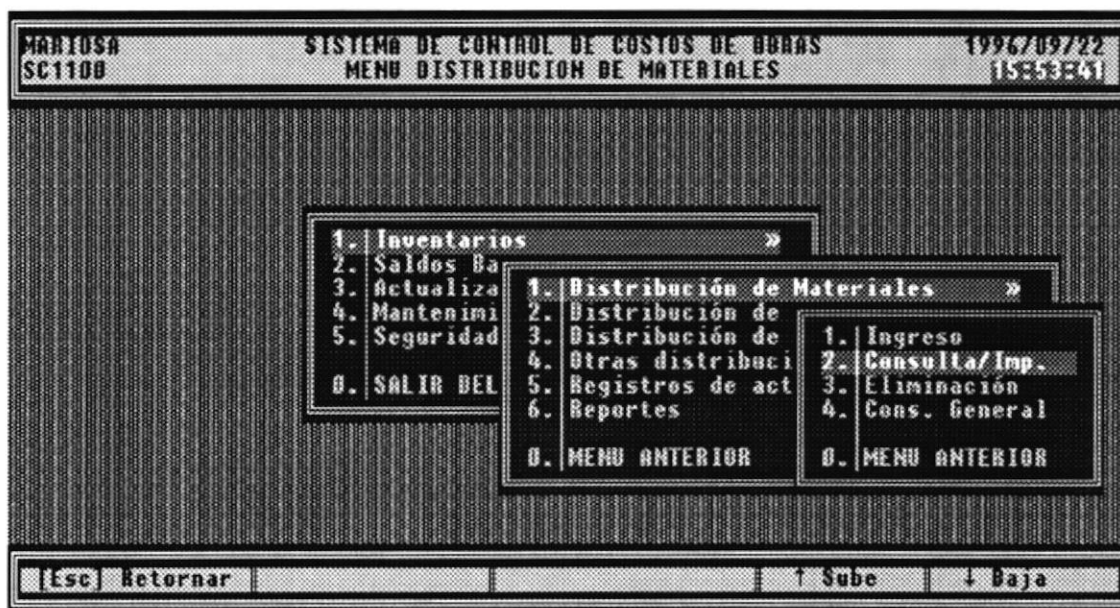 MARIOSA SISTEMA DE CONTROL DE COSTOS DE OBRAS 1996/09/22
SC1100 MENU DISTRIBUCION DE MATERIALES 15:53:41
1. Inventarios »
2. Saldos Ba
3. Actualiza
4. Mantenimi
5. Seguridad
0. SALIR DEL
1. Distribución de Materiales »
2. Distribución de
3. Distribución de
4. Otras distribuci
5. Registros de act
6. Reportes
0. MENU ANTERIOR
1. Ingreso
2. Consulta/Imp.
3. Eliminación
4. Cons. General
0. MENU ANTERIOR
[Esc] Retornar ↑ Sube ↓ Baja